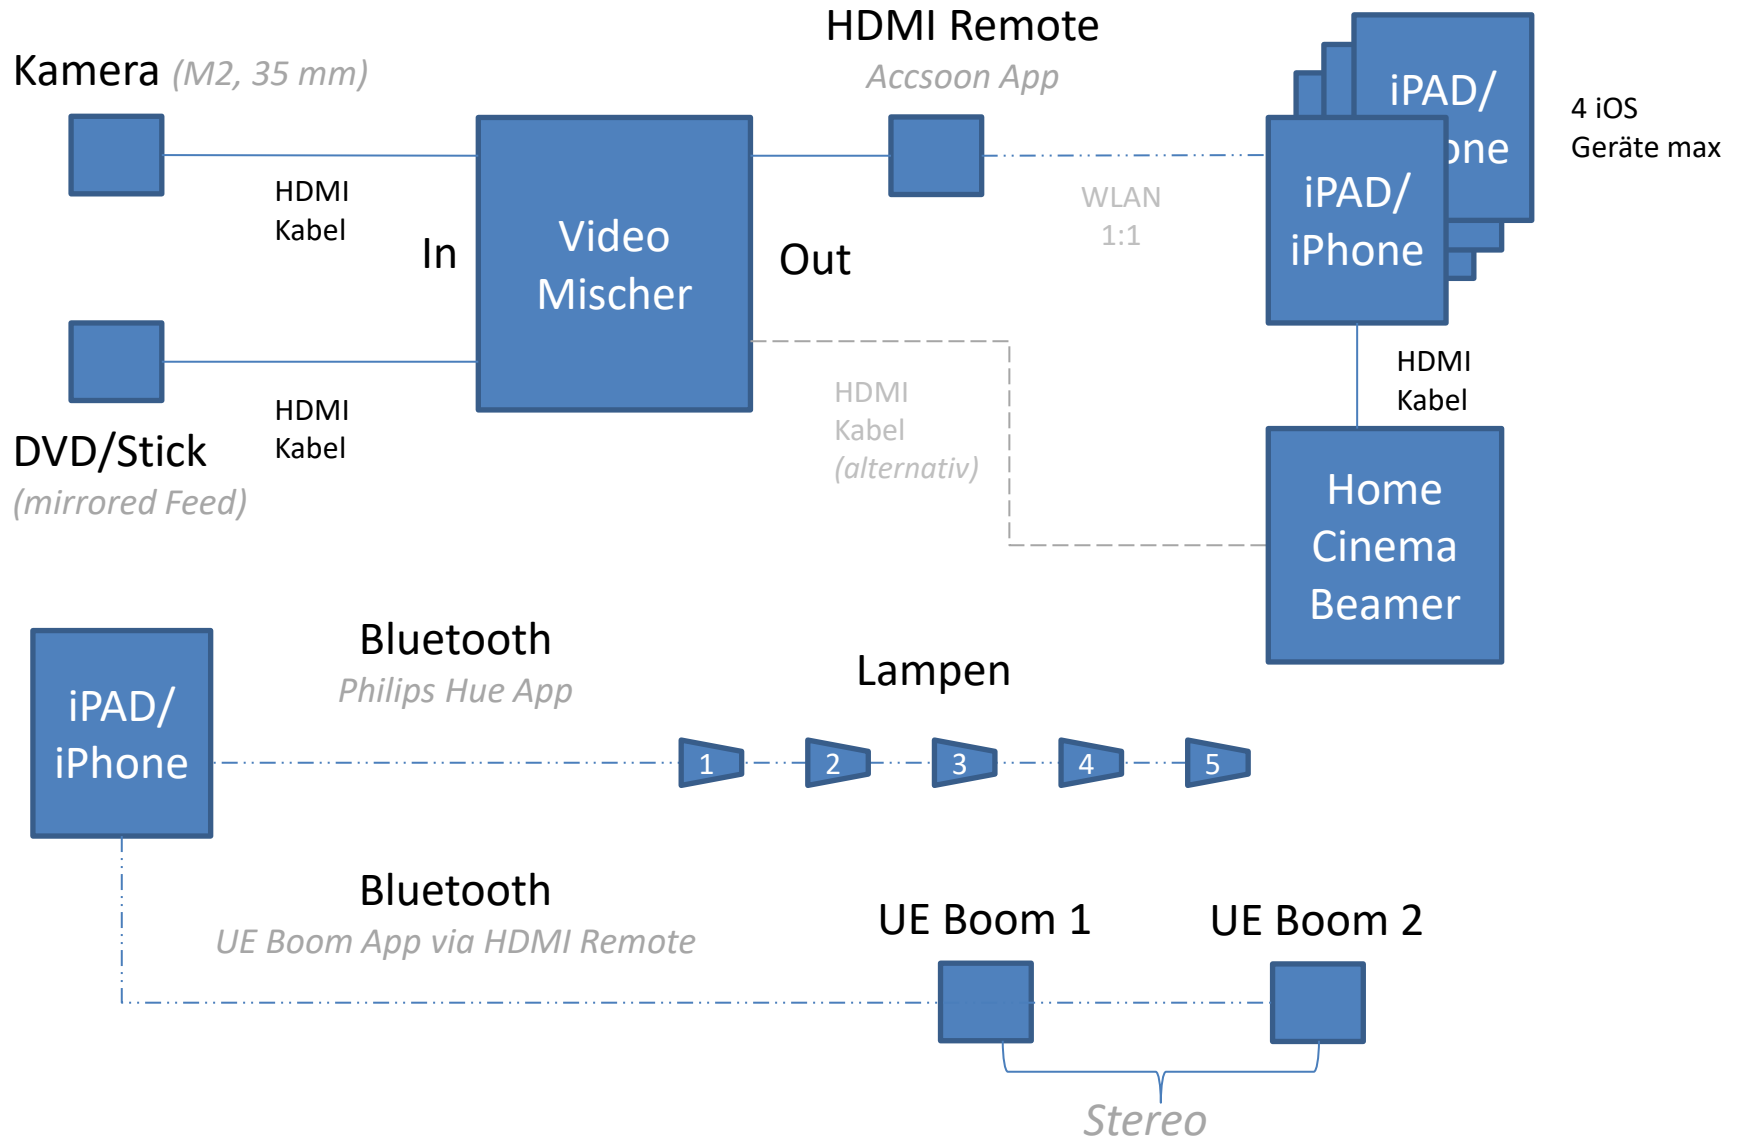 HDMI Remote
Accsoon App
Kamera (M2, 35 mm)
iPAD/
one
4 iOS
Geräte max
iPAD/
iPhone
HDMI
Kabel
WLAN
1:1
In
Video
Mischer
Out
HDMI
Kabel
HDMI
Kabel
DVD/Stick
(mirrored Feed)
HDMI
Kabel
(alternativ)
HDMI
Kabel
Home
Cinema
Beamer
Bluetooth
Philips Hue App
Lampen
iPAD/
iPhone
1 2 3 4 5
Bluetooth
UE Boom App via HDMI Remote
UE Boom 1
UE Boom 2
Stereo